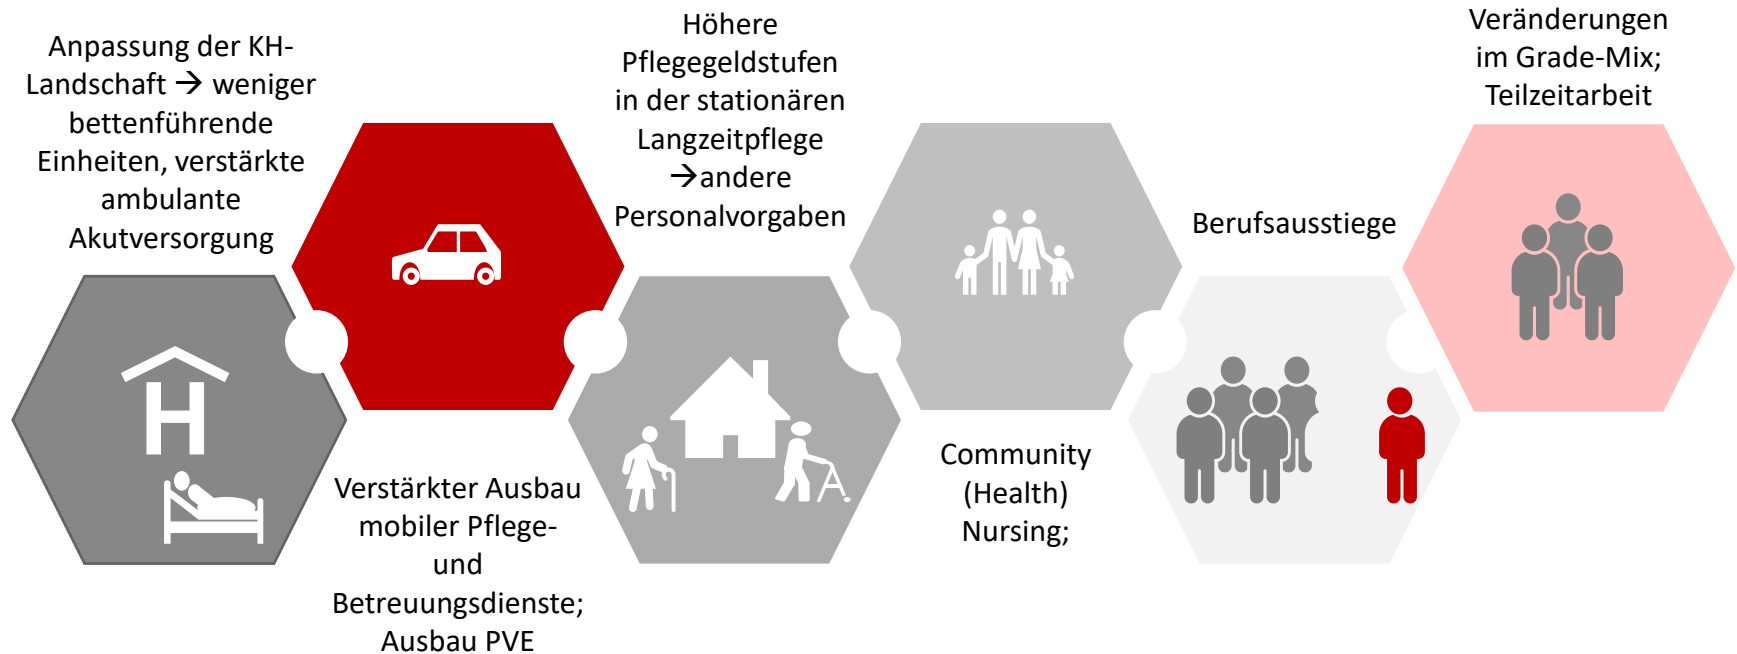 Anpassung der KH-
Landschaft → weniger
bettenführende
Einheiten, verstärkte
ambulante
Akutversorgung
H
Verstärkter Ausbau
mobiler Pflege-
und
Betreuungsdienste;
Ausbau PVE
Höhere
Pflegegeldstufen
in der stationären
Langzeitpflege
→andere
Personalvorgaben
Community
(Health)
Nursing;
Berufsausstiege
Veränderungen
im Grade-Mix;
Teilzeitarbeit